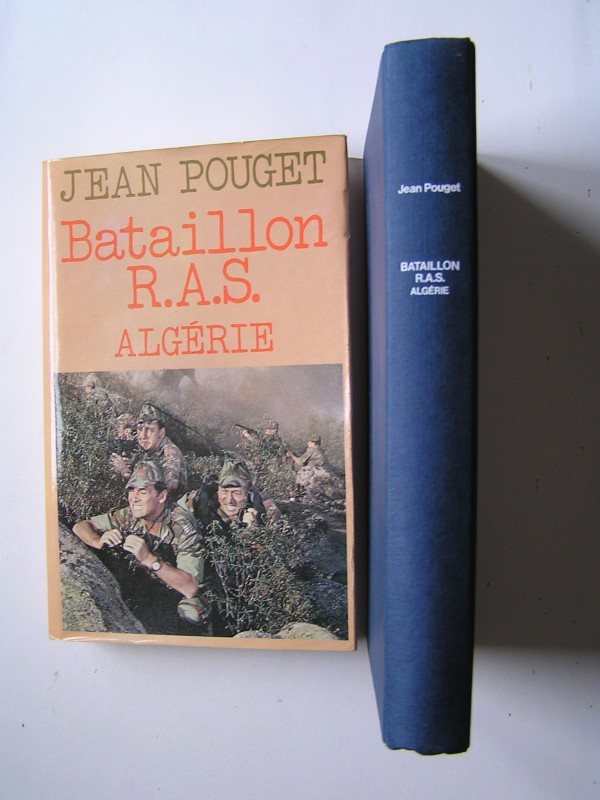 JEAN POUGET
Bataillon
R.A.S.
ALGÉRIE
Jean Pouget
BATAILLON
R.A.S.
ALGÉRIE